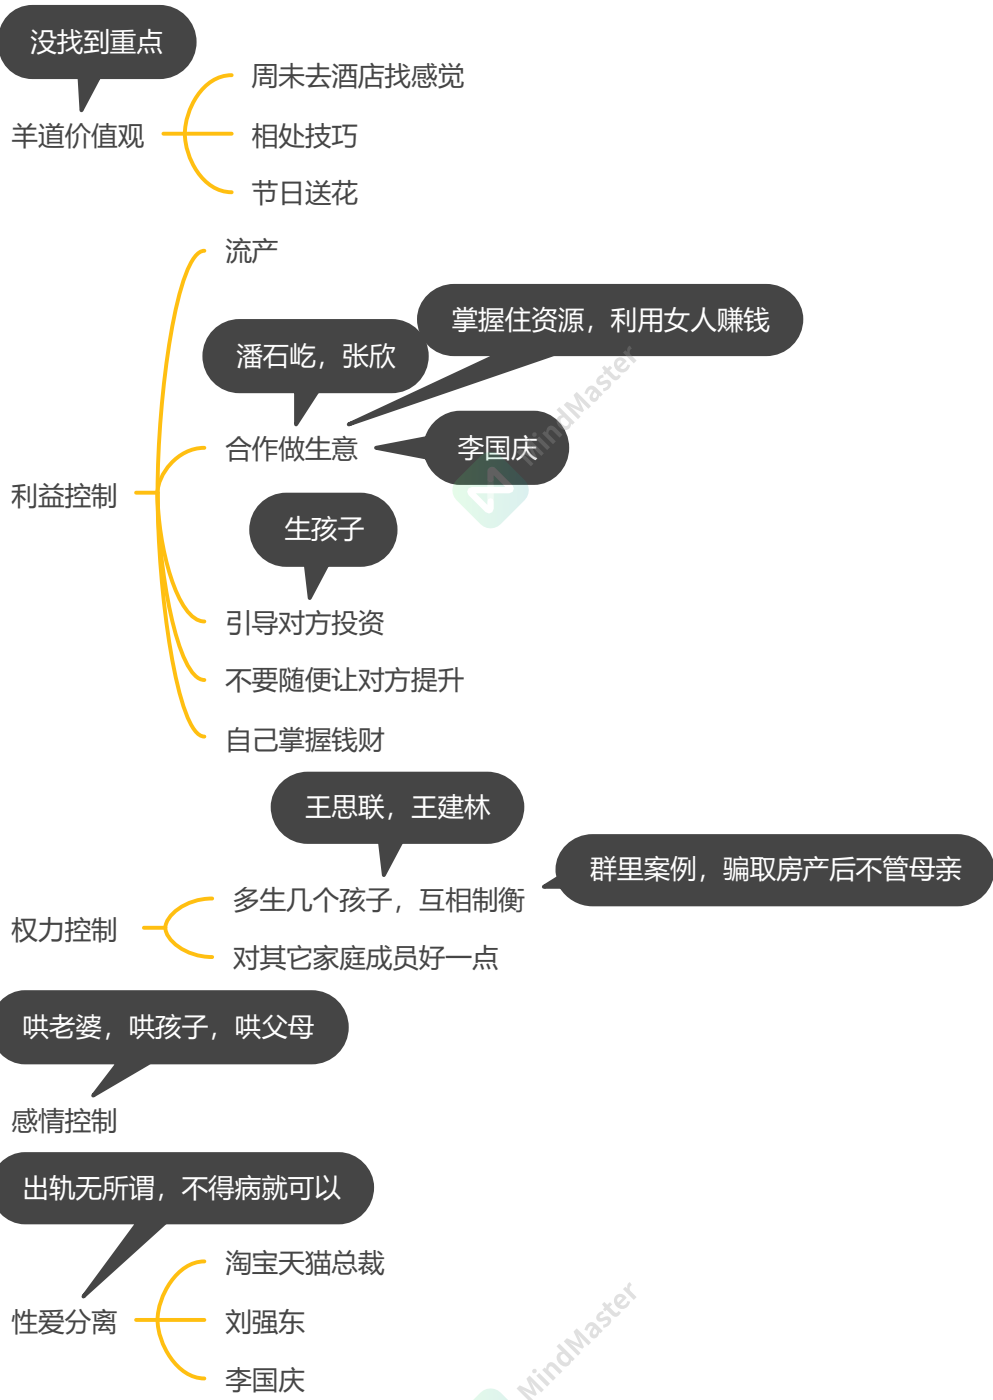 没找到重点
周未去酒店找感觉
羊道价值观
相处技巧
节日送花
流产
掌握住资源，利用女人赚钱
潘石屹，张欣
合作做生意
李国庆
利益控制
生孩子
引导对方投资
不要随便让对方提升
自己掌握钱财
王思联，王建林
群里案例，骗取房产后不管母亲
多生几个孩子，互相制衡
权力控制
对其它家庭成员好一点
哄老婆，哄孩子，哄父母
感情控制
出轨无所谓，不得病就可以
淘宝天猫总裁
性爱分离
刘强东
李国庆
MindMaster
MindMaster